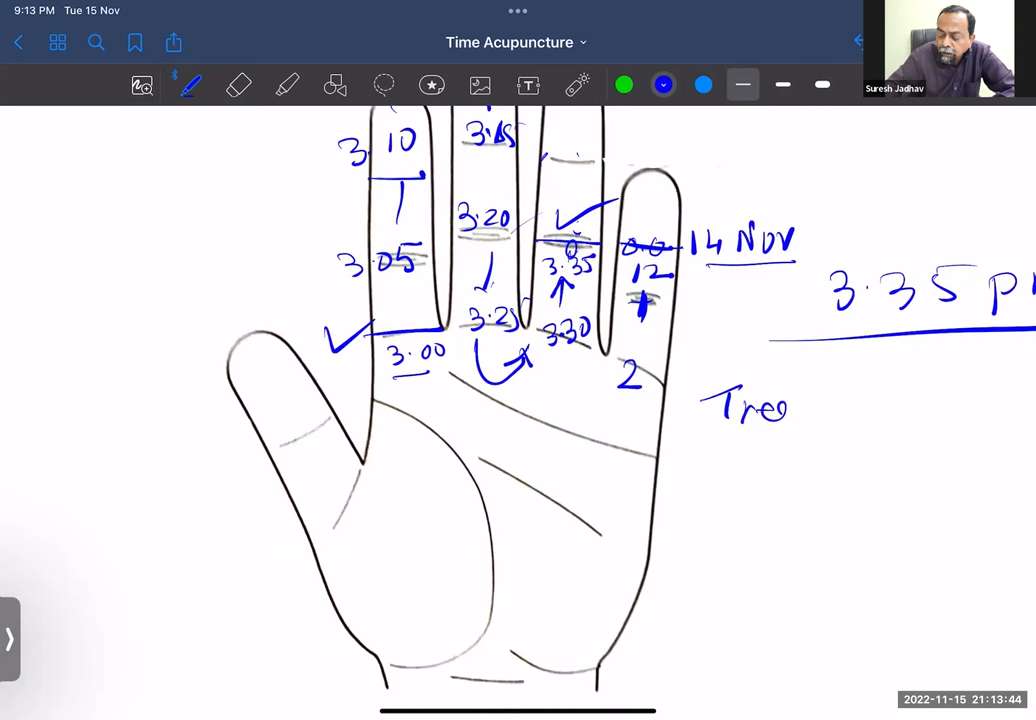 9:13 PM Tue 15 Nov
Time Acupuncture
Suresh Jadhav
T
3. 10
3.15
3.20
14 Nov
3.05
3.35
12
3.35 P
3.25
3.30
3.00
2
Tre
2022-11-15 21:13:44